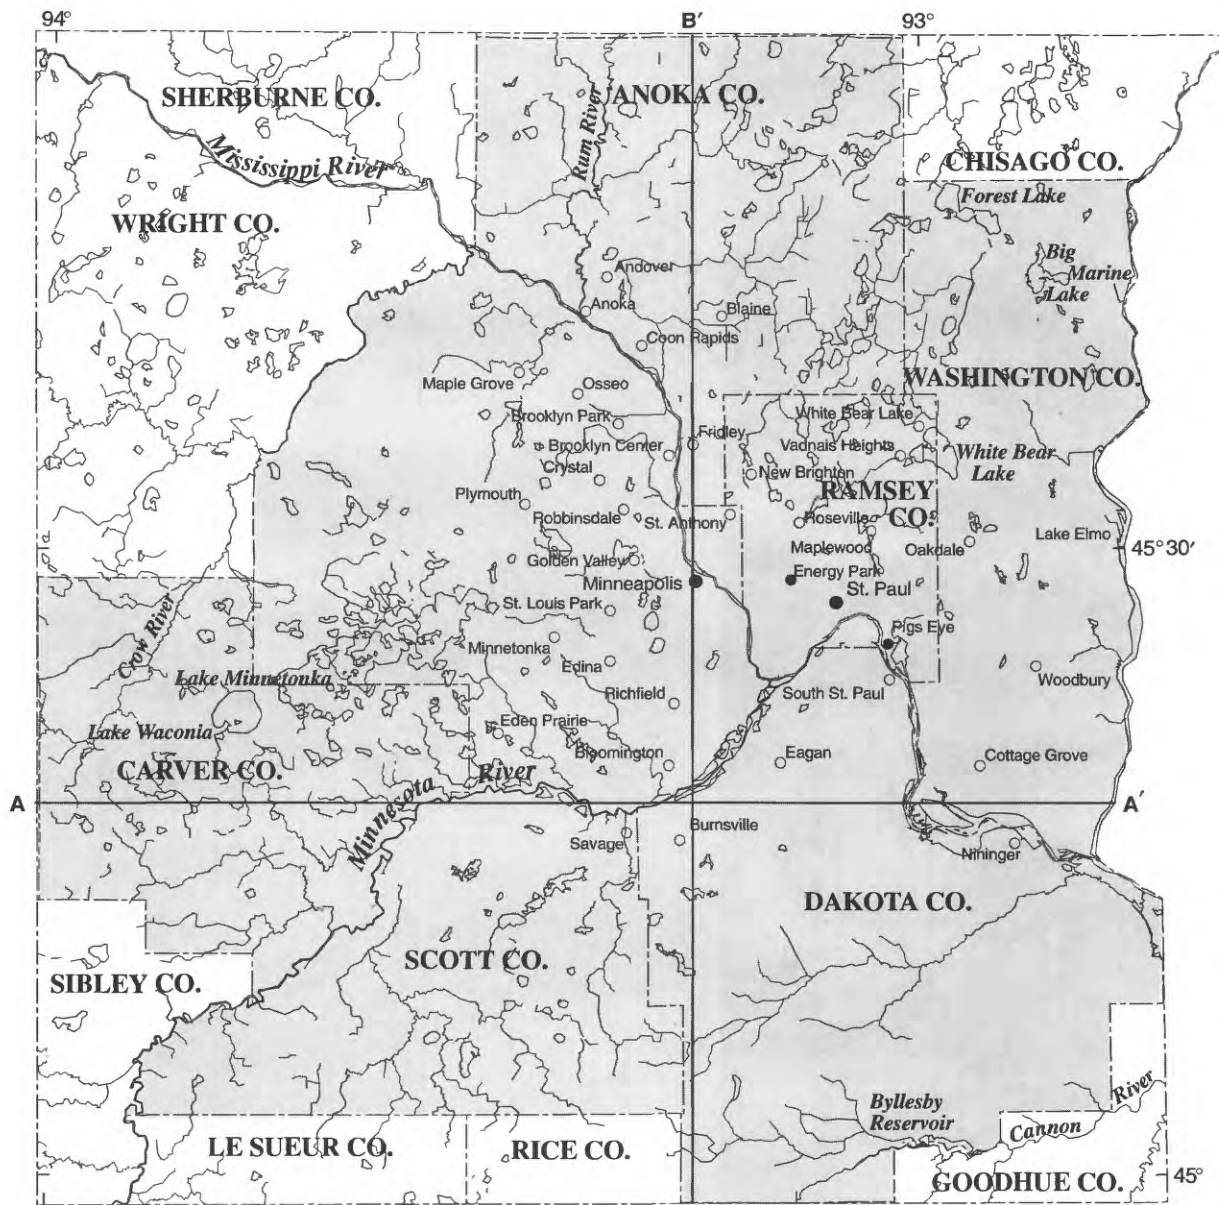 94°
B′
93°
SHERBURNE CO.
Mississippi River
Rum River
ANOKA CO.
CHISAGO CO.
Forest Lake
WRIGHT CO.
Big
Marine
Lake
Andover
Anoka
Blaine
Coon Rapids
Maple Grove
Osseo
WASHINGTON CO.
Brooklyn Park
White Bear Lake
Brooklyn Center
Fridley
Vadnais Heights
White Bear
Lake
Crystal
New Brighton
Plymouth
RAMSEY
CO.
Robbinsdale
St. Anthony
Roseville
Lake Elmo
Maplewood
Oakdale
45°30′
Golden Valley
Energy Park
Minneapolis
St. Paul
St. Louis Park
Crow River
Pigs Eye
Minnetonka
Edina
Lake Minnetonka
Woodbury
Richfield
South St. Paul
Lake Waconia
Eden Prairie
Bloomington
Eagan
Cottage Grove
CARVER CO.
Minnesota River
A
A′
Savage
Burnsville
Nininger
DAKOTA CO.
SCOTT CO.
SIBLEY CO.
Byllesby
Reservoir
Cannon River
LE SUEUR CO.
RICE CO.
GOODHUE CO.
45°